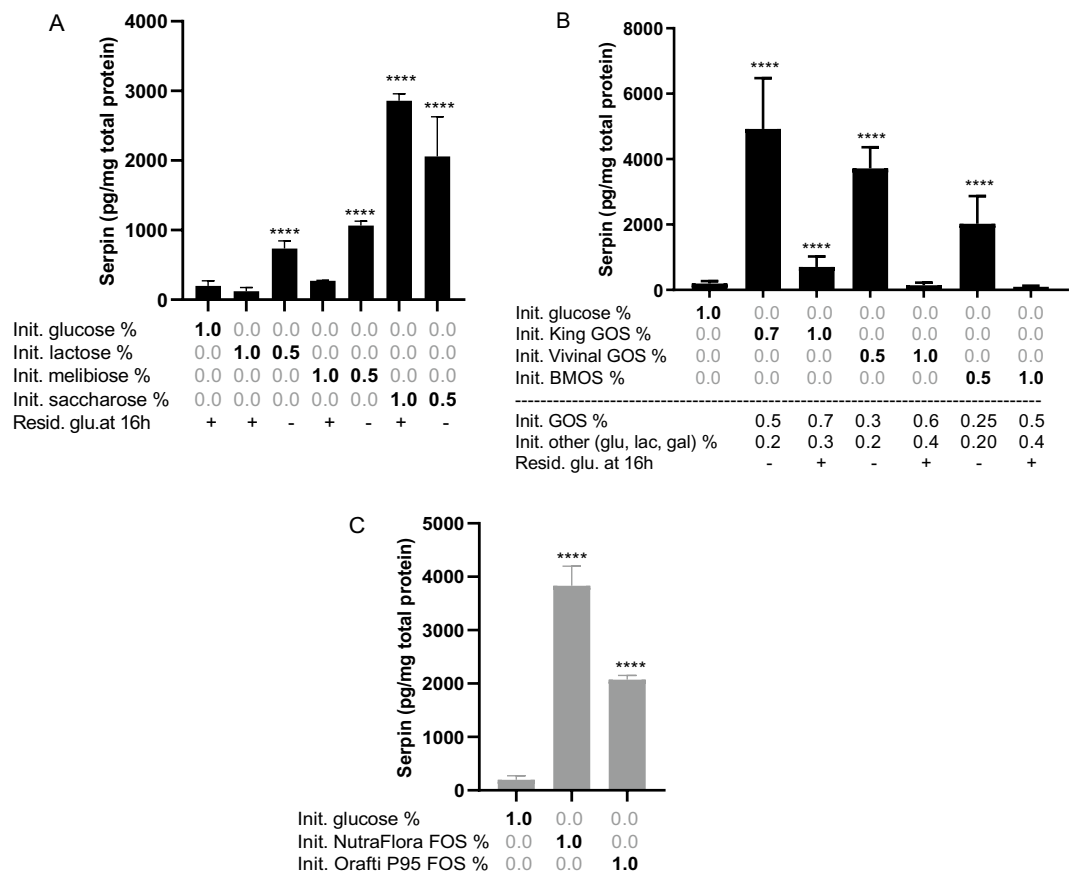 A
Serpin (pg/mg total protein)
4000
3000
2000
1000
0
****
****
****
****
Init. glucose % 1.0 0.0 0.0 0.0 0.0 0.0 0.0
Init. lactose % 0.0 1.0 0.5 0.0 0.0 0.0 0.0
Init. melibiose % 0.0 0.0 0.0 1.0 0.5 0.0 0.0
Init. saccharose % 0.0 0.0 0.0 0.0 0.0 1.0 0.5
Resid. glu.at 16h + + - + - + -
B
Serpin (pg/mg total protein)
8000
6000
4000
2000
0
****
****
****
****
Init. glucose % 1.0 0.0 0.0 0.0 0.0 0.0 0.0
Init. King GOS % 0.0 0.7 1.0 0.0 0.0 0.0 0.0
Init. Vivinal GOS % 0.0 0.0 0.0 0.5 1.0 0.0 0.0
Init. BMOS % 0.0 0.0 0.0 0.0 0.0 0.5 1.0
Init. GOS % 0.5 0.7 0.3 0.6 0.25 0.5
Init. other (glu, lac, gal) % 0.2 0.3 0.2 0.4 0.20 0.4
Resid. glu. at 16h - + - + - +
C
Serpin (pg/mg total protein)
5000
4000
3000
2000
1000
0
****
****
Init. glucose % 1.0 0.0 0.0
Init. NutraFlora FOS % 0.0 1.0 0.0
Init. Orafti P95 FOS % 0.0 0.0 1.0